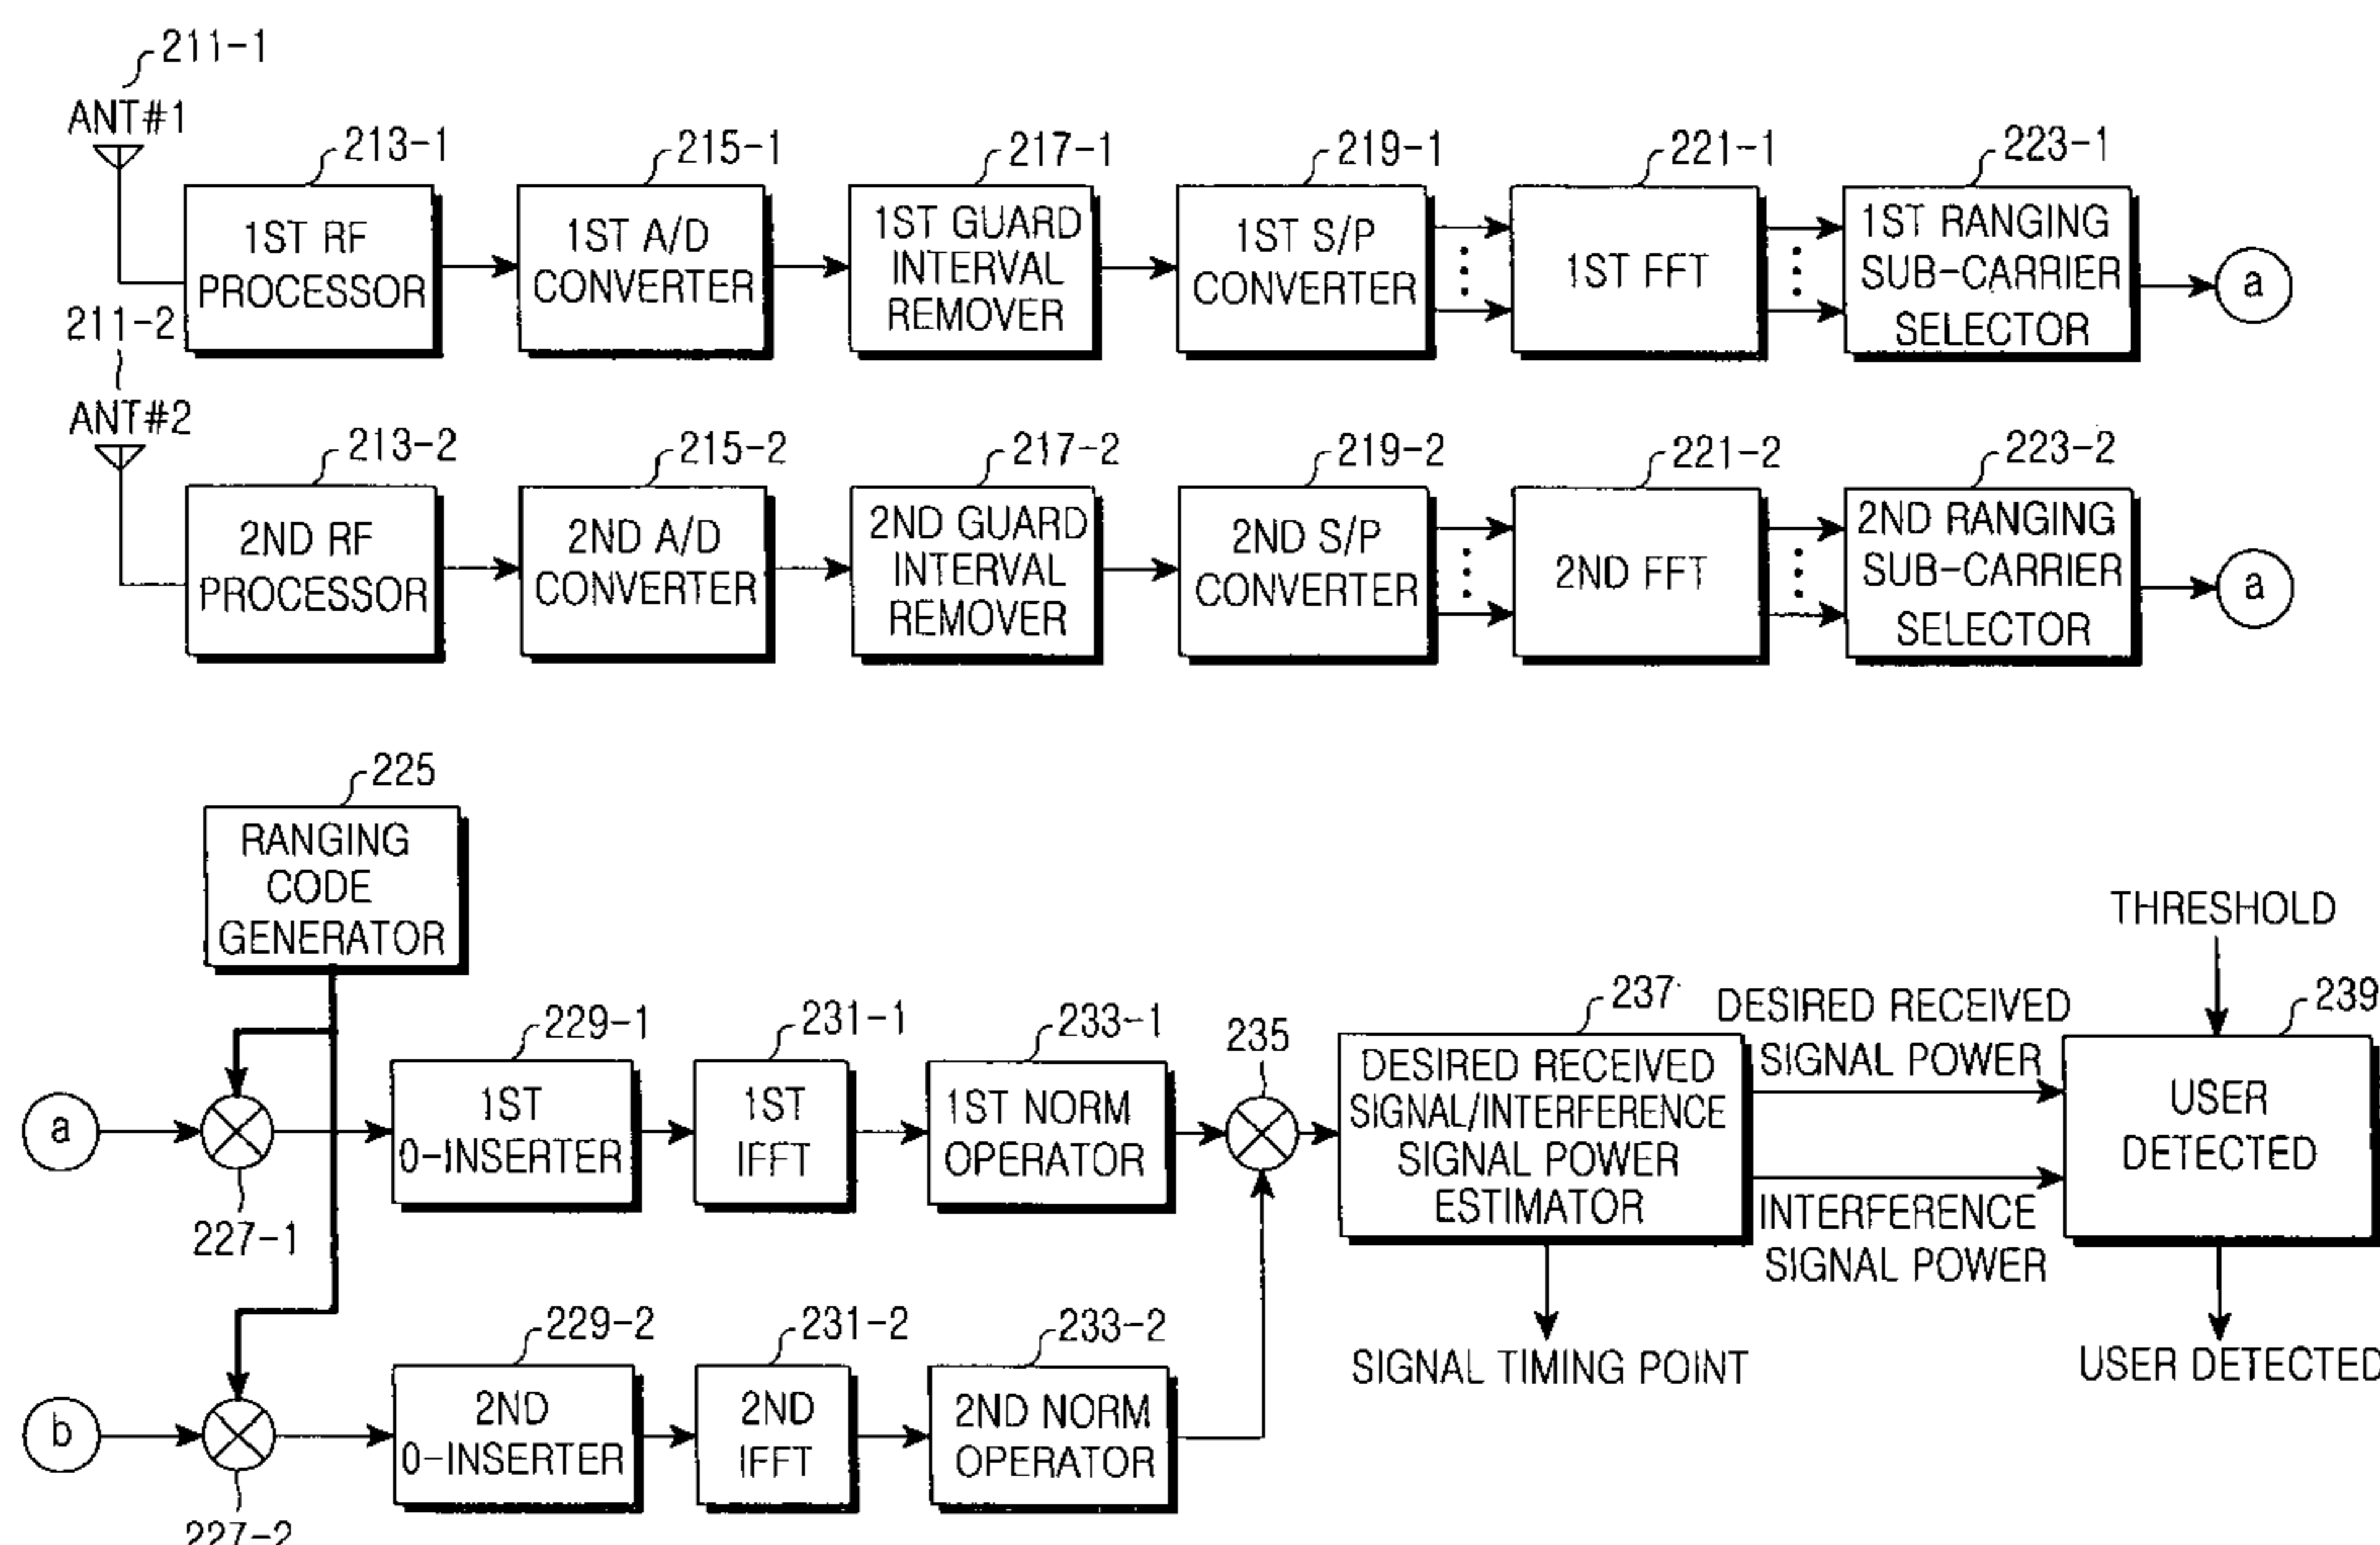 211-1
ANT#1
213-1
215-1
217-1
219-1
221-1
223-1
1ST RF
PROCESSOR
1ST A/D
CONVERTER
1ST GUARD
INTERVAL
REMOVER
1ST S/P
CONVERTER
1ST FFT
1ST RANGING
SUB-CARRIER
SELECTOR
a
211-2
ANT#2
213-2
215-2
217-2
219-2
221-2
223-2
2ND RF
PROCESSOR
2ND A/D
CONVERTER
2ND GUARD
INTERVAL
REMOVER
2ND S/P
CONVERTER
2ND FFT
2ND RANGING
SUB-CARRIER
SELECTOR
a
225
RANGING
CODE
GENERATOR
THRESHOLD
229-1
231-1
233-1
235
237
DESIRED RECEIVED
SIGNAL POWER
239
a
227-1
1ST
0-INSERTER
1ST
IFFT
1ST NORM
OPERATOR
DESIRED RECEIVED
SIGNAL/INTERFERENCE
SIGNAL POWER
ESTIMATOR
USER
DETECTED
INTERFERENCE
SIGNAL POWER
229-2
231-2
233-2
SIGNAL TIMING POINT
USER DETECTED
b
227-2
2ND
0-INSERTER
2ND
IFFT
2ND NORM
OPERATOR